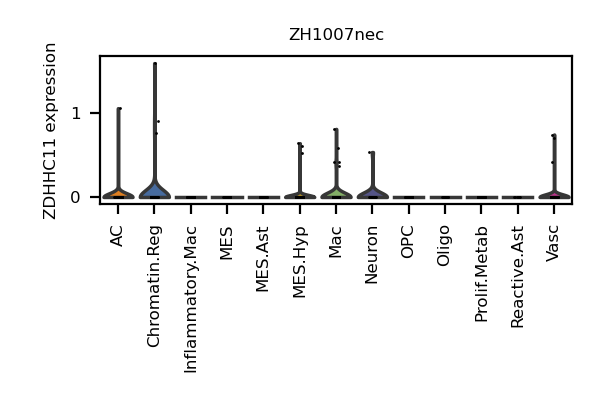 ZH1007nec
ZDHHC11 expression
1
0
AC
Chromatin.Reg
Inflammatory.Mac
MES
MES.Ast
MES.Hyp
Mac
Neuron
OPC
Oligo
Prolif.Metab
Reactive.Ast
Vasc